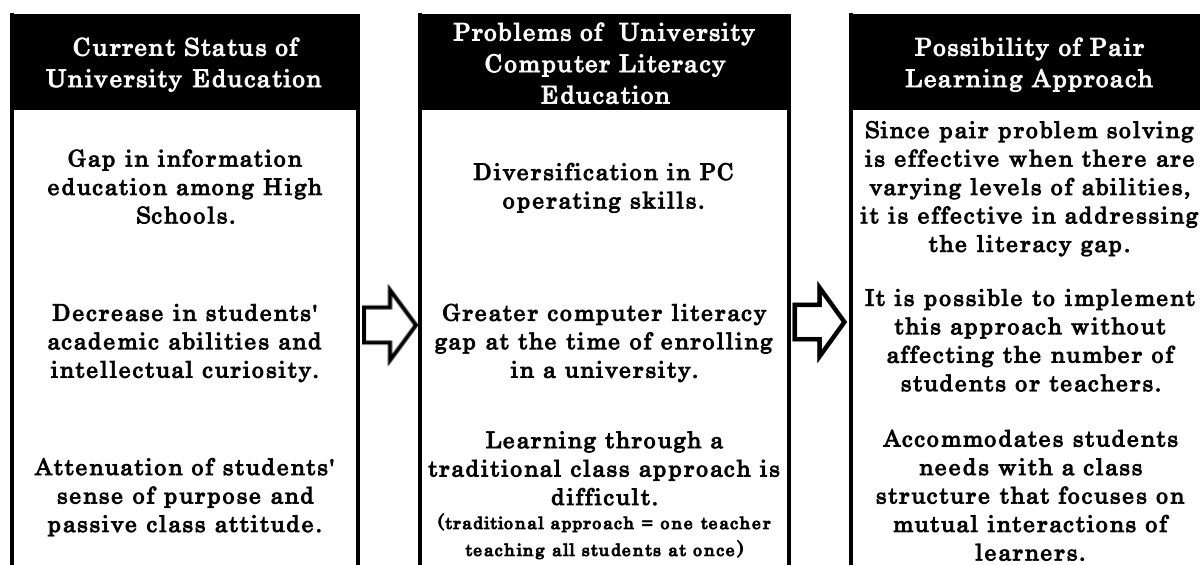 Current Status of
University Education
Gap in information
education among High
Schools.
Decrease in students'
academic abilities and
intellectual curiosity.
Attenuation of students'
sense of purpose and
passive class attitude.
Problems of University
Computer Literacy
Education
Diversification in PC
operating skills.
Greater computer literacy
gap at the time of enrolling
in a university.
Learning through a
traditional class approach is
difficult.
(traditional approach = one teacher
teaching all students at once)
Possibility of Pair
Learning Approach
Since pair problem solving
is effective when there are
varying levels of abilities,
it is effective in addressing
the literacy gap.
It is possible to implement
this approach without
affecting the number of
students or teachers.
Accommodates students
needs with a class
structure that focuses on
mutual interactions of
learners.